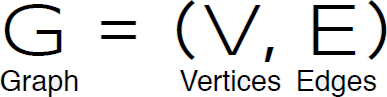 G = (V, E)
Graph Vertices Edges